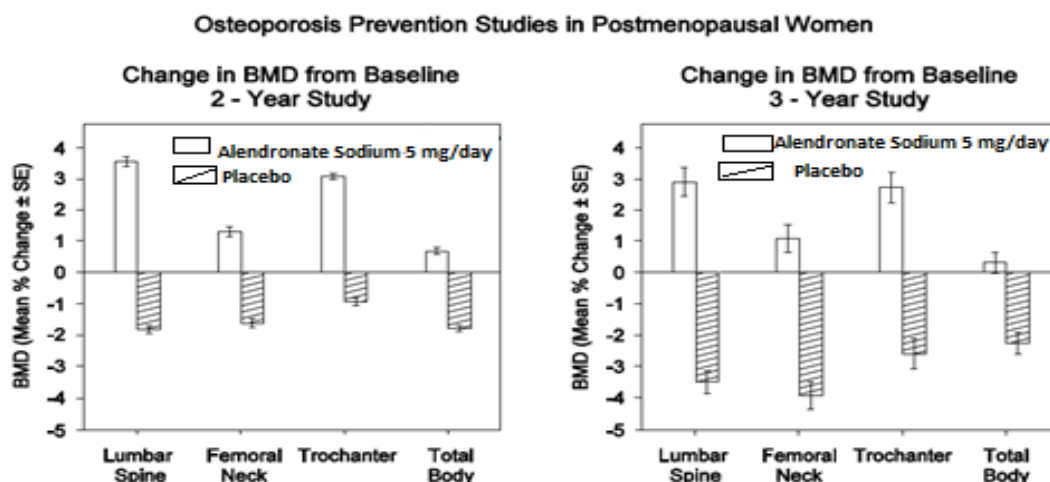 Osteoporosis Prevention Studies in Postmenopausal Women
Change in BMD from Baseline
2 - Year Study
BMD (Mean % Change ± SE)
4
3
2
1
0
-1
-2
-3
-4
-5
Alendronate Sodium 5 mg/day
Placebo
Lumbar Spine
Femoral Neck
Trochanter
Total Body
Change in BMD from Baseline
3 - Year Study
BMD (Mean % Change ± SE)
4
3
2
1
0
-1
-2
-3
-4
-5
Alendronate Sodium 5 mg/day
Placebo
Lumbar Spine
Femoral Neck
Trochanter
Total Body